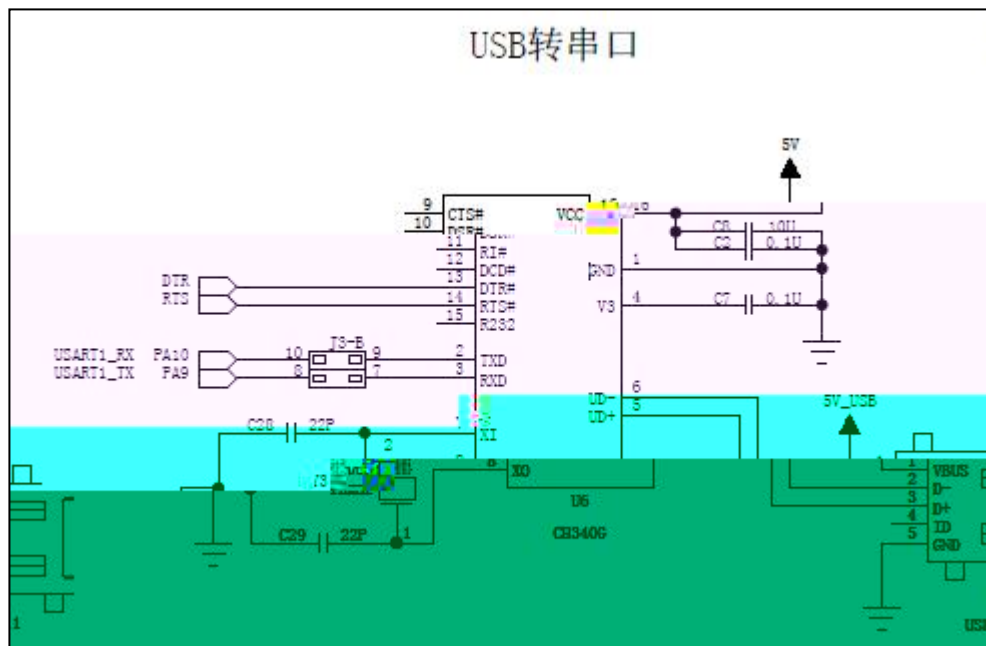 USB转串口
5V
9 CTS# VCC 16
10 DSR# C8 10U
11 RI# C2 0.1U
12 DCD# GND 1
DTR 13 DTR#
RTS 14 RTS# V3 4 C7 0.1U
15 R232
J3-B
USART1_RX PA10 10 9 2 TXD
USART1_TX PA9 8 7 3 RXD
UD- 6
UD+ 5
5V_USB
C28 22P XI
2
8 XO
1 VBUS
2 D-
3 D+
4 ID
5 GND
U6
C29 22P 1 CH340G
1